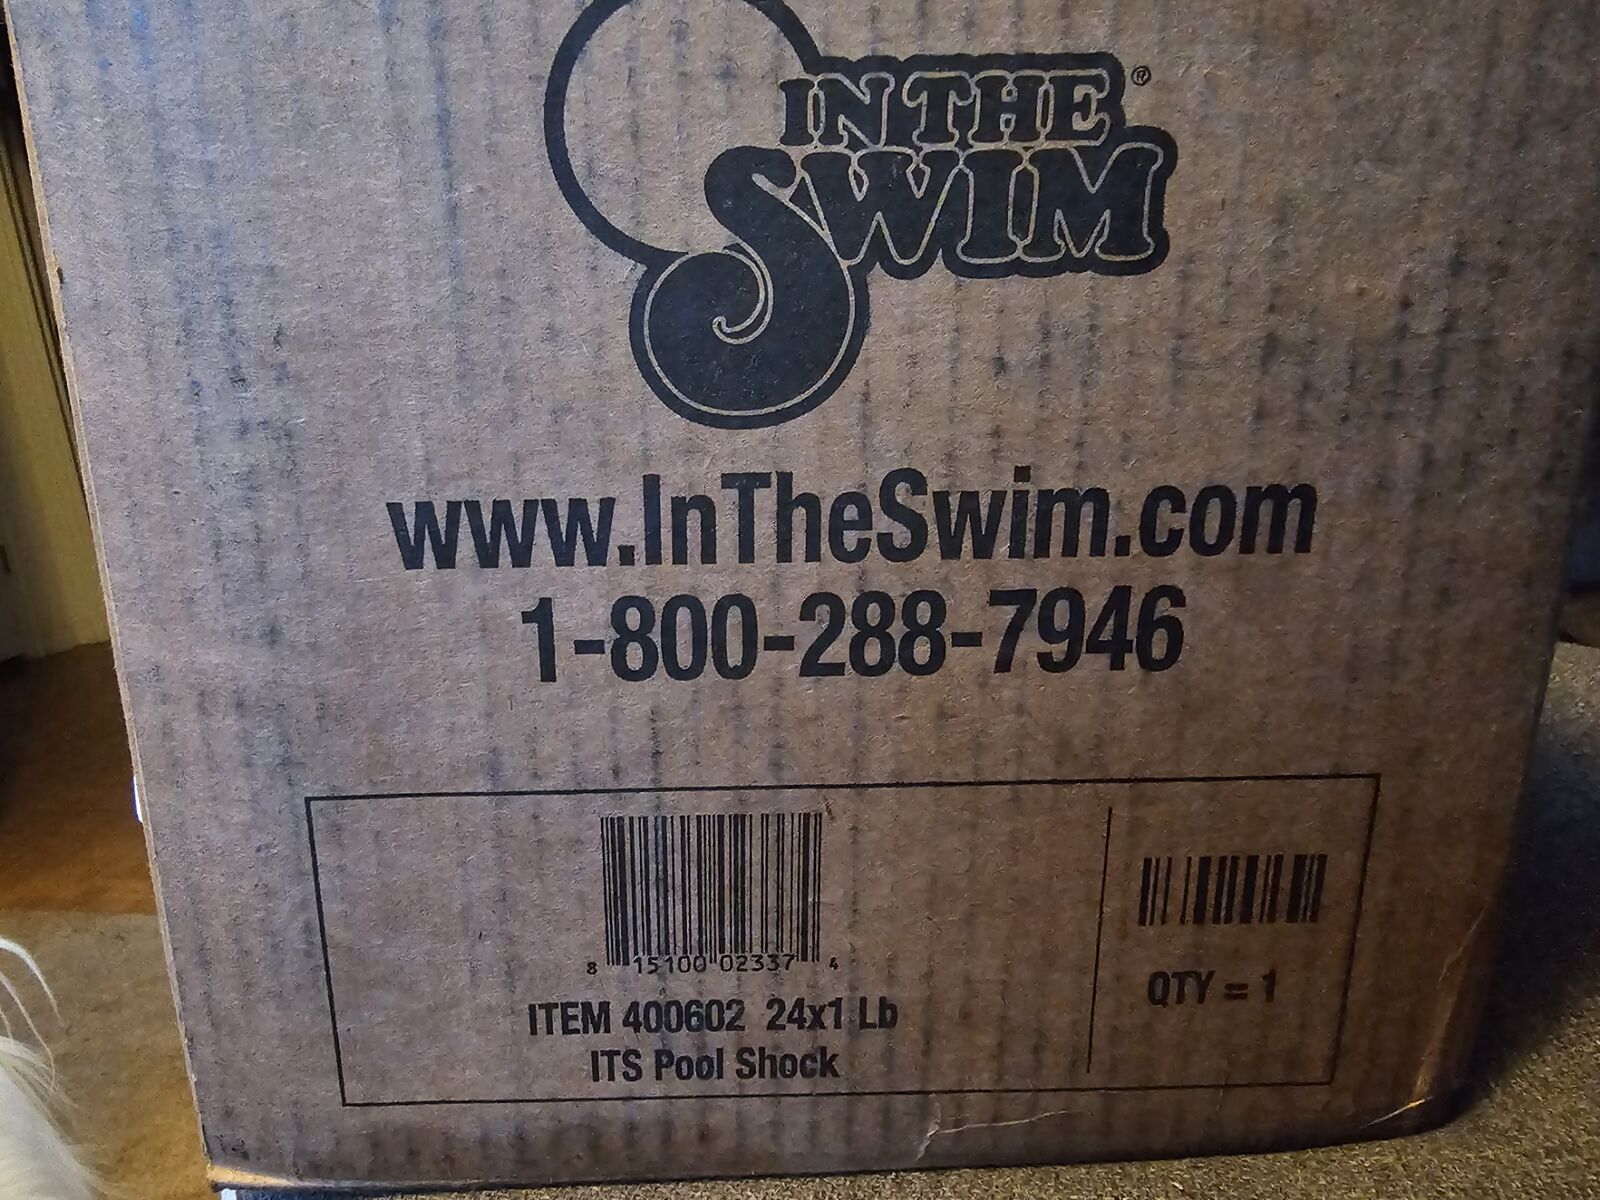 IN THE®
SWIM
www.InTheSwim.com
1-800-288-7946
8 15100 02337 4
ITEM 400602 24x1 Lb
ITS Pool Shock
QTY = 1